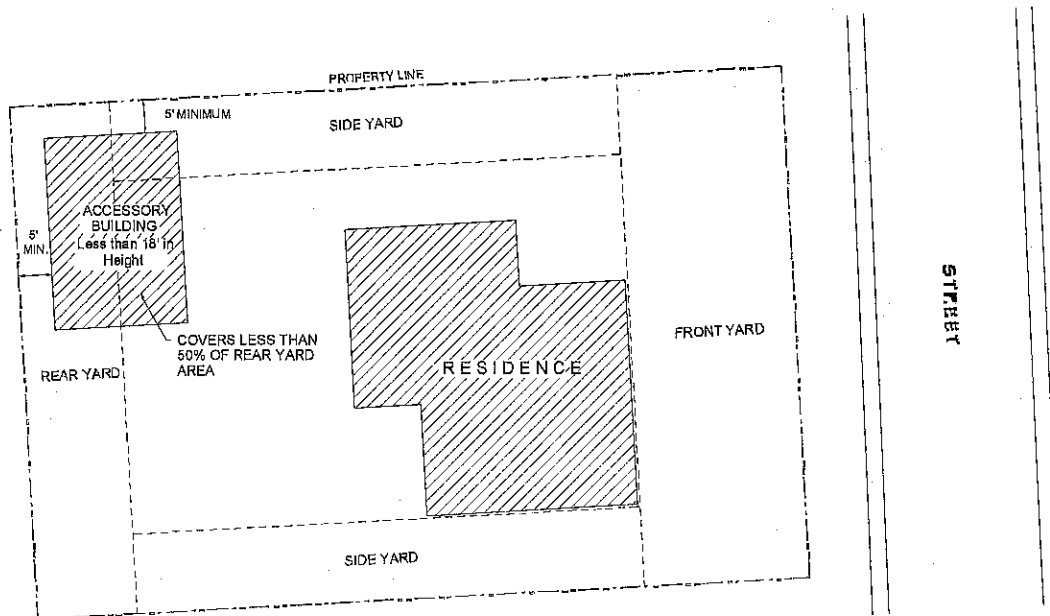 PROPERTY LINE
5' MINIMUM
SIDE YARD
ACCESSORY
BUILDING
Less than 18' in
Height
5'
MIN.
COVERS LESS THAN
50% OF REAR YARD
AREA
REAR YARD
RESIDENCE
FRONT YARD
STREET
SIDE YARD